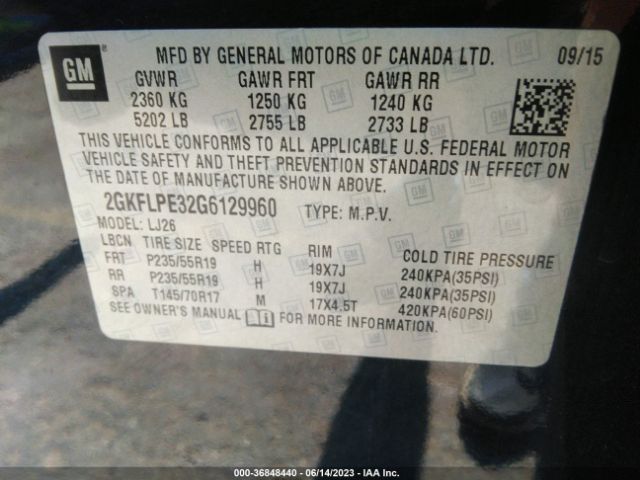 GM
MFD BY GENERAL MOTORS OF CANADA LTD. 09/15
GVWR GAWR FRT GAWR RR
2360 KG 1250 KG 1240 KG
5202 LB 2755 LB 2733 LB
THIS VEHICLE CONFORMS TO ALL APPLICABLE U.S. FEDERAL MOTOR
VEHICLE SAFETY AND THEFT PREVENTION STANDARDS IN EFFECT ON
THE DATE OF MANUFACTURE SHOWN ABOVE.
2GKFLPE32G6129960 TYPE: M.P.V.
MODEL: LJ26
LBCN TIRE SIZE SPEED RTG RIM COLD TIRE PRESSURE
FRT P235/55R19 H 19X7J 240KPA(35PSI)
RR P235/55R19 H 19X7J 240KPA(35PSI)
SPA T145/70R17 M 17X4.5T 420KPA(60PSI)
SEE OWNER'S MANUAL FOR MORE INFORMATION.
000-36848440 - 06/14/2023 - IAA Inc.